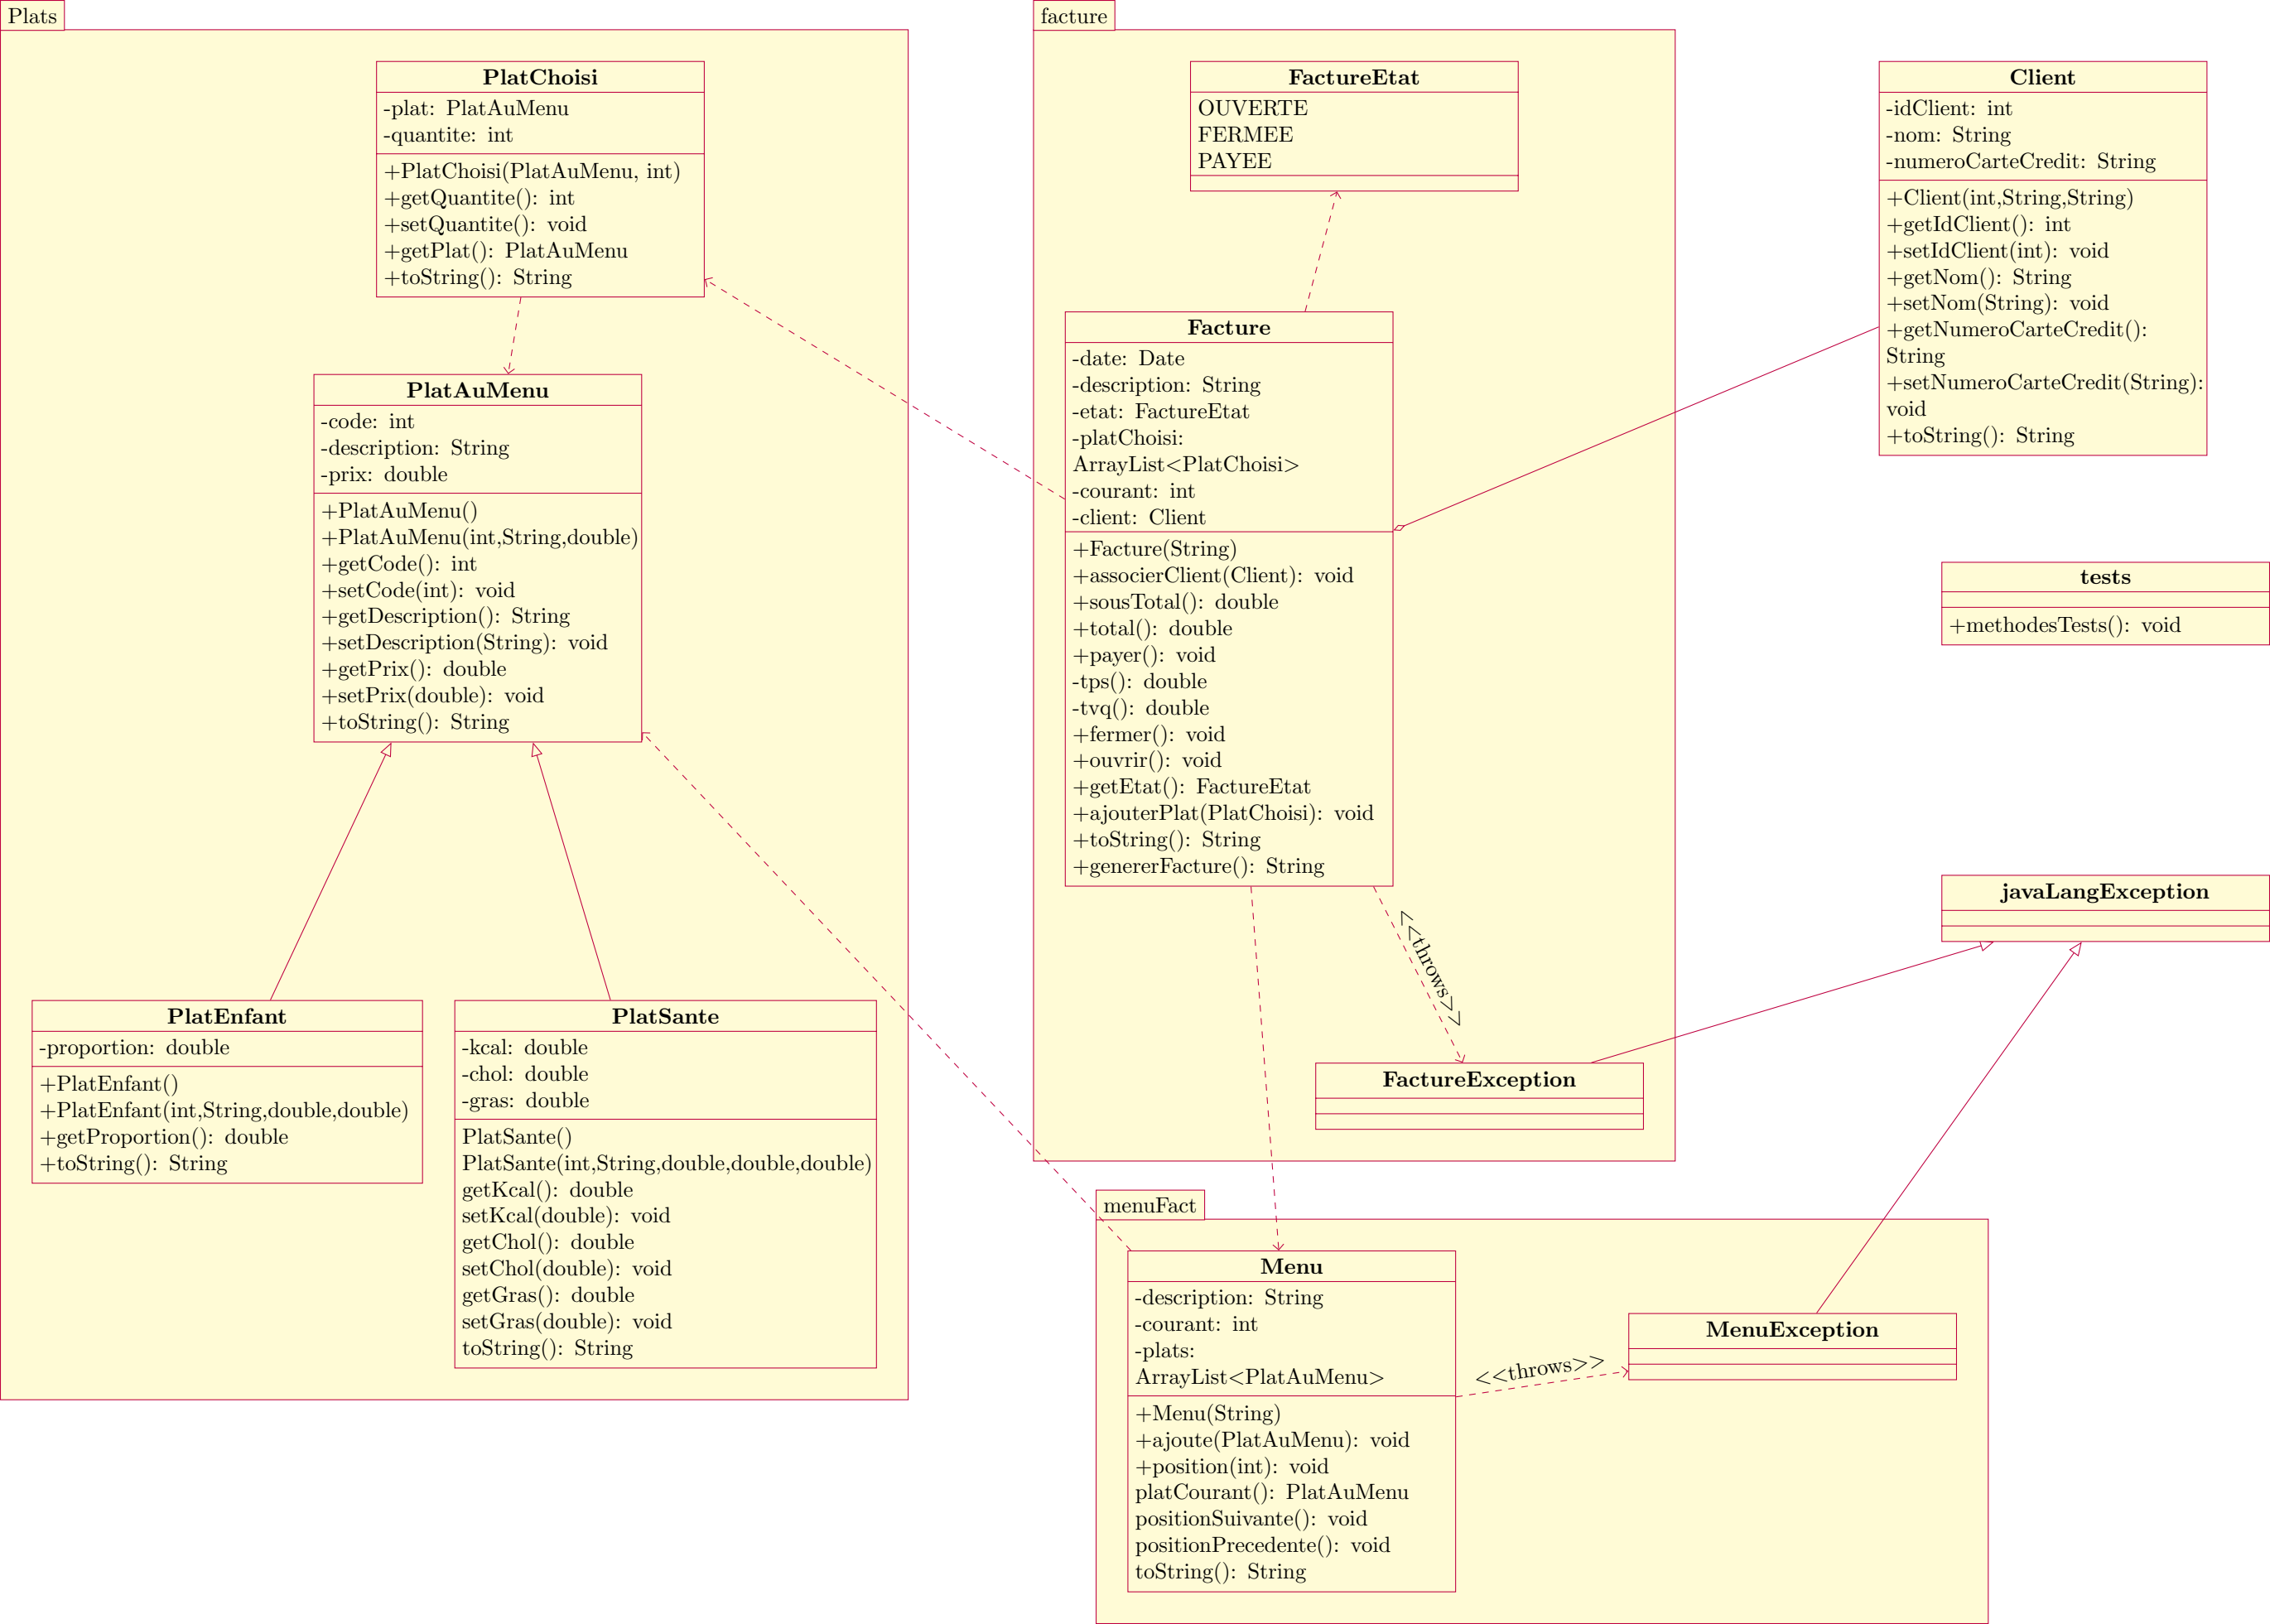 Plats
PlatChoisi
-plat: PlatAuMenu
-quantite: int
+PlatChoisi(PlatAuMenu, int)
+getQuantite(): int
+setQuantite(): void
+getPlat(): PlatAuMenu
+toString(): String
PlatAuMenu
-code: int
-description: String
-prix: double
+PlatAuMenu()
+PlatAuMenu(int,String,double)
+getCode(): int
+setCode(int): void
+getDescription(): String
+setDescription(String): void
+getPrix(): double
+setPrix(double): void
+toString(): String
PlatEnfant
-proportion: double
+PlatEnfant()
+PlatEnfant(int,String,double,double)
+getProportion(): double
+toString(): String
PlatSante
-kcal: double
-chol: double
-gras: double
PlatSante()
PlatSante(int,String,double,double,double)
getKcal(): double
setKcal(double): void
getChol(): double
setChol(double): void
getGras(): double
setGras(double): void
toString(): String
facture
FactureEtat
OUVERTE
FERMEE
PAYEE
Facture
-date: Date
-description: String
-etat: FactureEtat
-platChoisi:
ArrayList<PlatChoisi>
-courant: int
-client: Client
+Facture(String)
+associerClient(Client): void
+sousTotal(): double
+total(): double
+payer(): void
-tps(): double
-tvq(): double
+fermer(): void
+ouvrir(): void
+getEtat(): FactureEtat
+ajouterPlat(PlatChoisi): void
+toString(): String
+genererFacture(): String
<<throws>>
FactureException
menuFact
Menu
-description: String
-courant: int
-plats:
ArrayList<PlatAuMenu>
+Menu(String)
+ajoute(PlatAuMenu): void
+position(int): void
platCourant(): PlatAuMenu
positionSuivante(): void
positionPrecedente(): void
toString(): String
<<throws>>
MenuException
Client
-idClient: int
-nom: String
-numeroCarteCredit: String
+Client(int,String,String)
+getIdClient(): int
+setIdClient(int): void
+getNom(): String
+setNom(String): void
+getNumeroCarteCredit():
String
+setNumeroCarteCredit(String):
void
+toString(): String
tests
+methodesTests(): void
javaLangException